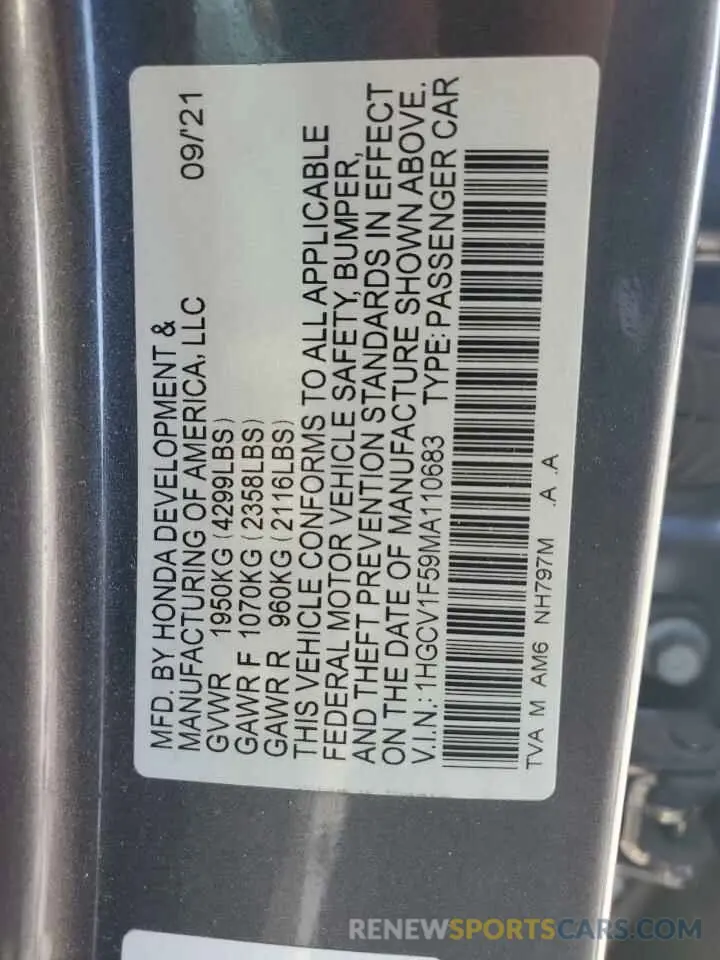 MFD. BY HONDA DEVELOPMENT &
MANUFACTURING OF AMERICA, LLC 09/'21
GVWR 1950KG (4299LBS)
GAWR F 1070KG (2358LBS)
GAWR R 960KG (2116LBS)
THIS VEHICLE CONFORMS TO ALL APPLICABLE
FEDERAL MOTOR VEHICLE SAFETY, BUMPER,
AND THEFT PREVENTION STANDARDS IN EFFECT
ON THE DATE OF MANUFACTURE SHOWN ABOVE.
V.I.N.: 1HGCV1F59MA110683 TYPE: PASSENGER CAR
TVA M AM6 NH797M .A .A
RENEWSPORTSCARS.COM